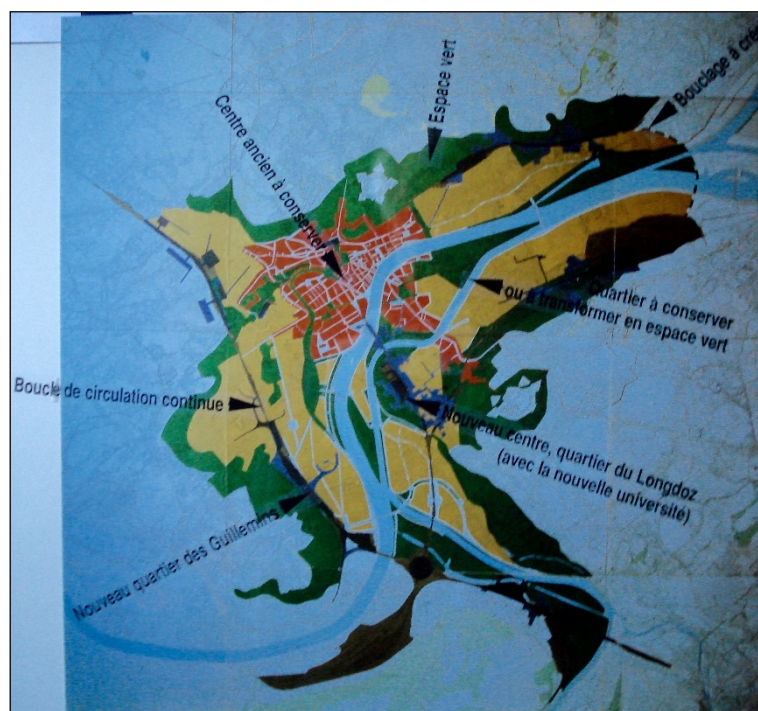 Espace vert
Bouclage à
Centre ancien à conserver
Quartier à conserver
ou à transformer en espace vert
Boucle de circulation continue
Nouveau centre, quartier du Longdoz
(avec la nouvelle université)
Nouveau quartier des Guillemins